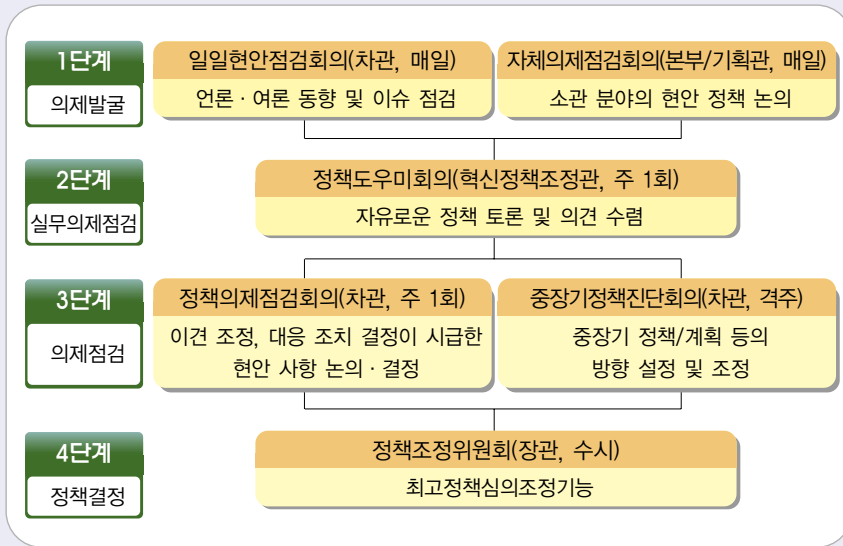 1단계
의제발굴
일일현안점검회의(차관, 매일)
언론·여론 동향 및 이슈 점검
자체의제점검회의(본부/기획관, 매일)
소관 분야의 현안 정책 논의
2단계
실무의제점검
정책도우미회의(혁신정책조정관, 주 1회)
자유로운 정책 토론 및 의견 수렴
3단계
의제점검
정책의제점검회의(차관, 주 1회)
이견 조정, 대응 조치 결정이 시급한
현안 사항 논의·결정
중장기정책진단회의(차관, 격주)
중장기 정책/계획 등의
방향 설정 및 조정
4단계
정책결정
정책조정위원회(장관, 수시)
최고정책심의조정기능